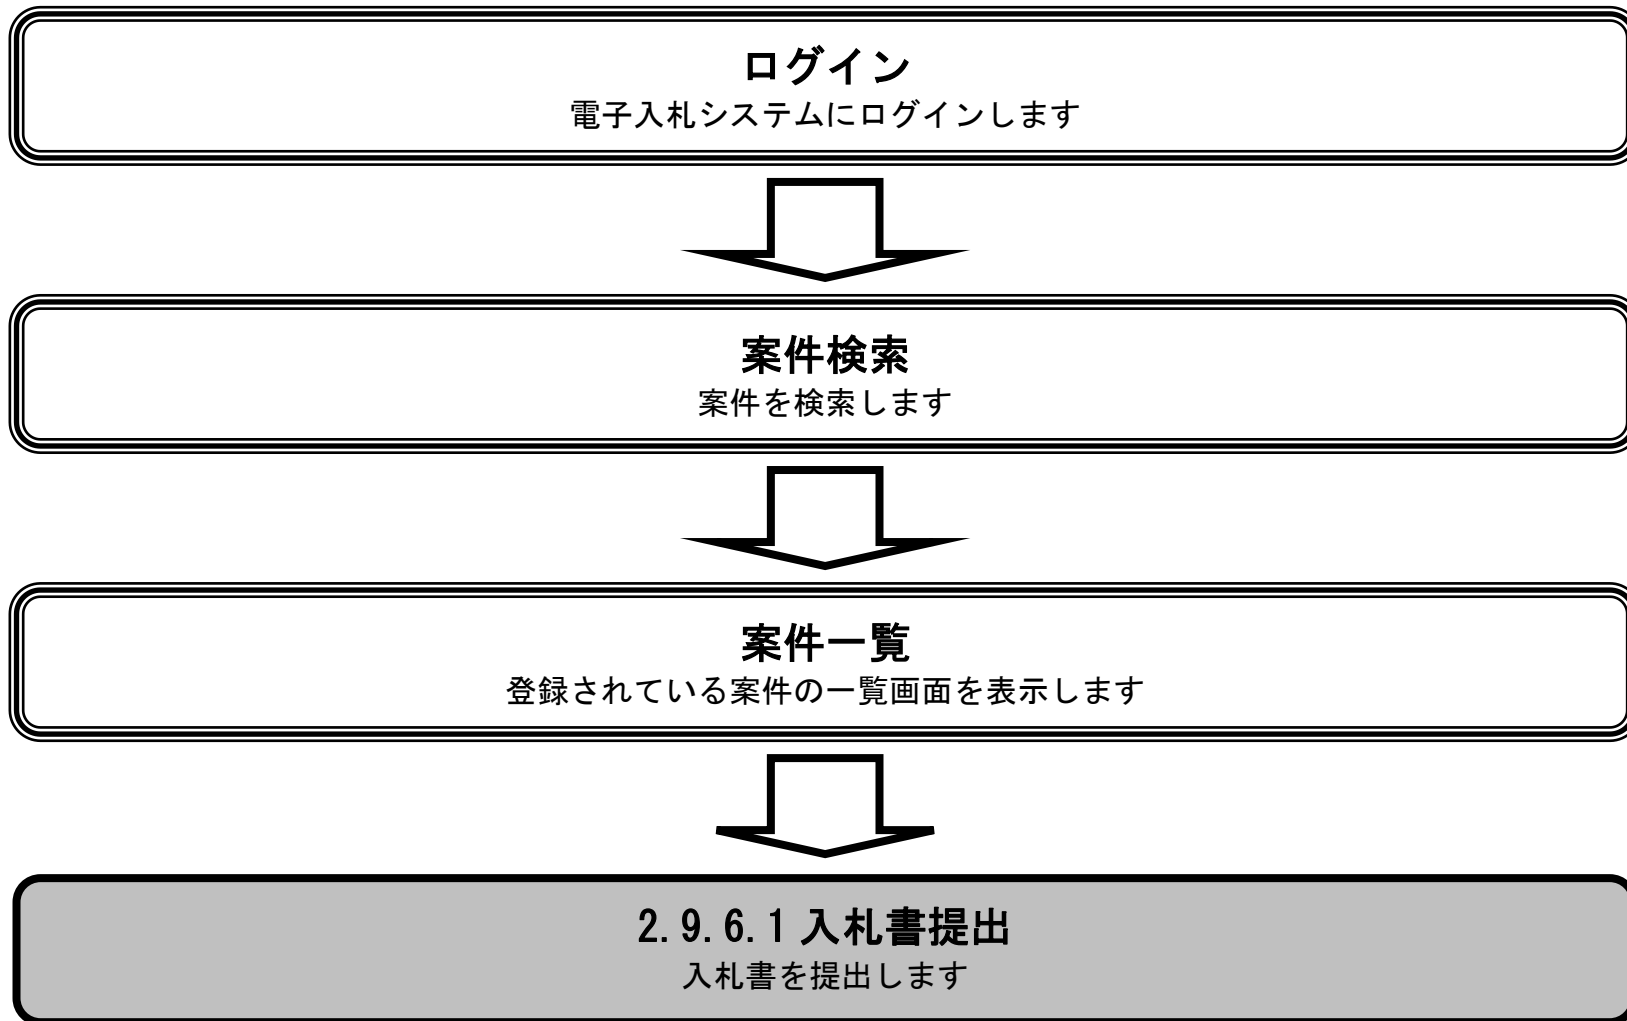 ログイン
電子入札システムにログインします
案件検索
案件を検索します
案件一覧
登録されている案件の一覧画面を表示します
2.9.6.1 入札書提出
入札書を提出します